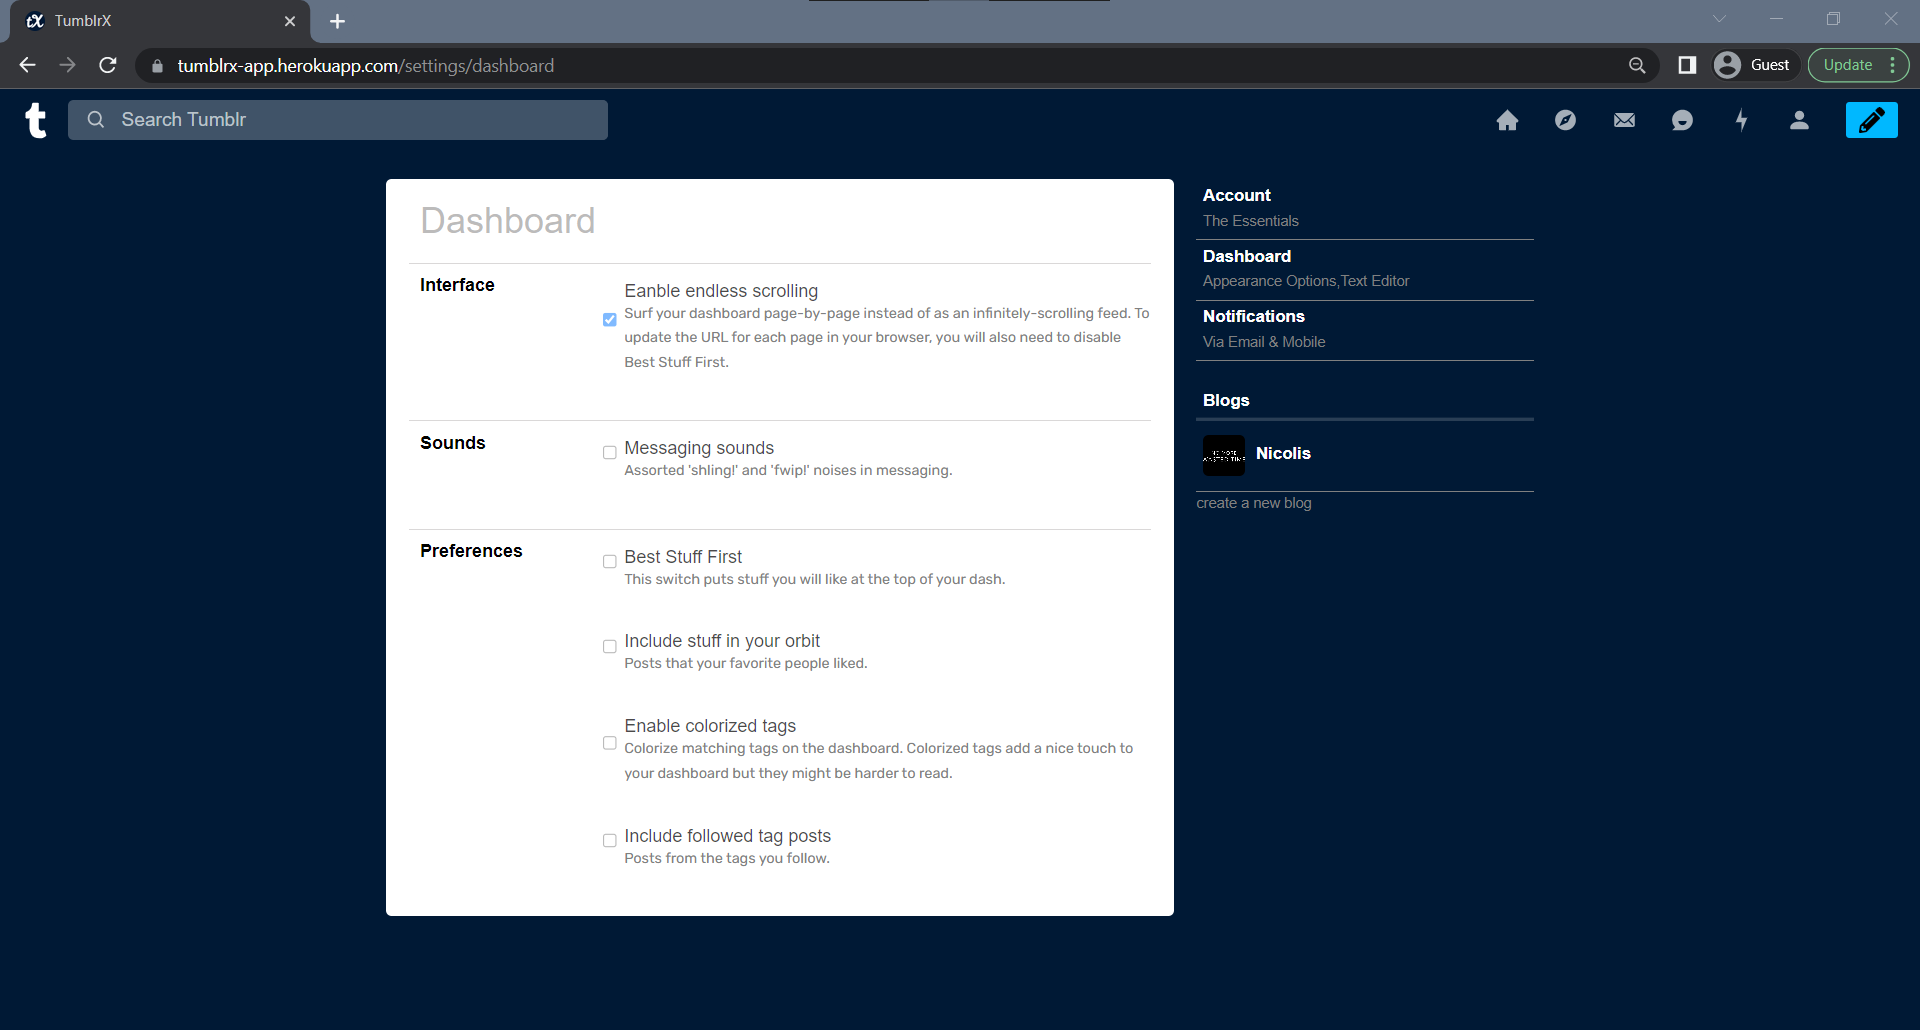 TumblrX
tumblrx-app.herokuapp.com/settings/dashboard
Guest
Update
t
Search Tumblr
Dashboard
Interface
Eanble endless scrolling
Surf your dashboard page-by-page instead of as an infinitely-scrolling feed. To
update the URL for each page in your browser, you will also need to disable
Best Stuff First.
Sounds
Messaging sounds
Assorted 'shling!' and 'fwip!' noises in messaging.
Preferences
Best Stuff First
This switch puts stuff you will like at the top of your dash.
Include stuff in your orbit
Posts that your favorite people liked.
Enable colorized tags
Colorize matching tags on the dashboard. Colorized tags add a nice touch to
your dashboard but they might be harder to read.
Include followed tag posts
Posts from the tags you follow.
Account
The Essentials
Dashboard
Appearance Options,Text Editor
Notifications
Via Email & Mobile
Blogs
NO MORE
WASTED TIME
Nicolis
create a new blog